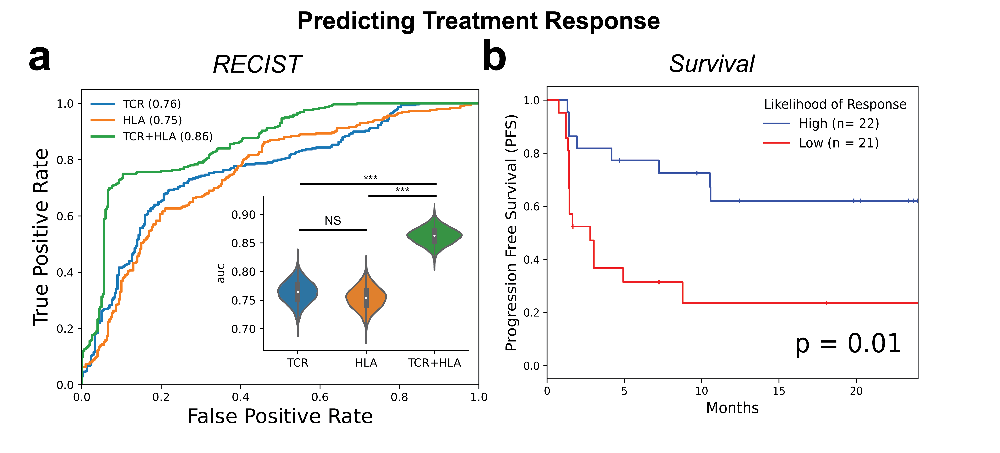 Predicting Treatment Response
a
RECIST
TCR (0.76)
HLA (0.75)
TCR+HLA (0.86)
True Positive Rate
1.0
0.8
0.6
0.4
0.2
0.0
0.0 0.2 0.4 0.6 0.8 1.0
False Positive Rate
***
***
NS
auc
0.90
0.85
0.80
0.75
0.70
TCR HLA TCR+HLA
b
Survival
Likelihood of Response
High (n= 22)
Low (n = 21)
Progression Free Survival (PFS)
1.0
0.8
0.6
0.4
0.2
0.0
p = 0.01
0 5 10 15 20
Months